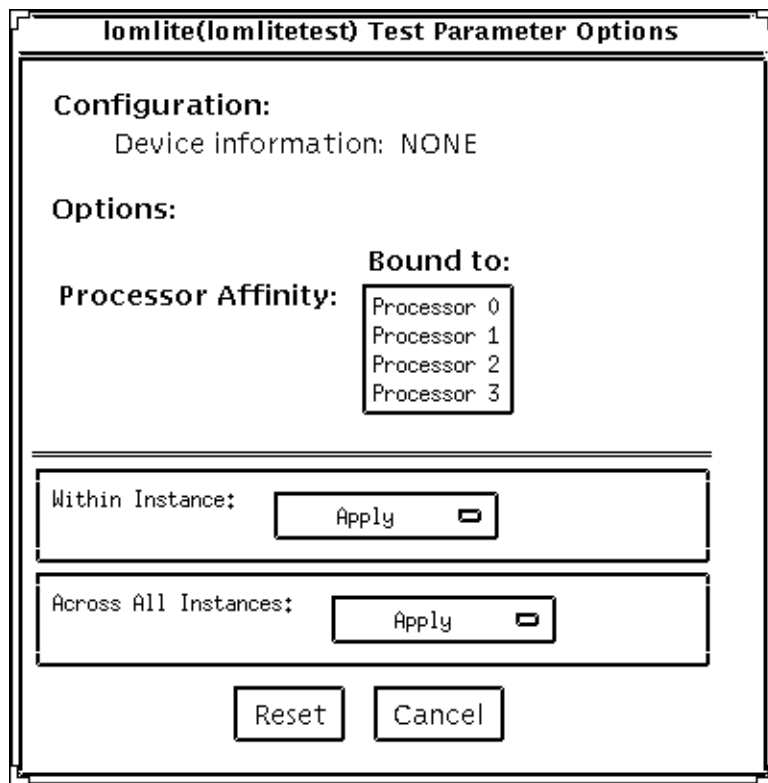 lomlite(lomlitetest) Test Parameter Options
Configuration:
Device information: NONE
Options:
Bound to:
Processor Affinity:
Processor 0
Processor 1
Processor 2
Processor 3
Within Instance: Apply
Across All Instances: Apply
Reset Cancel